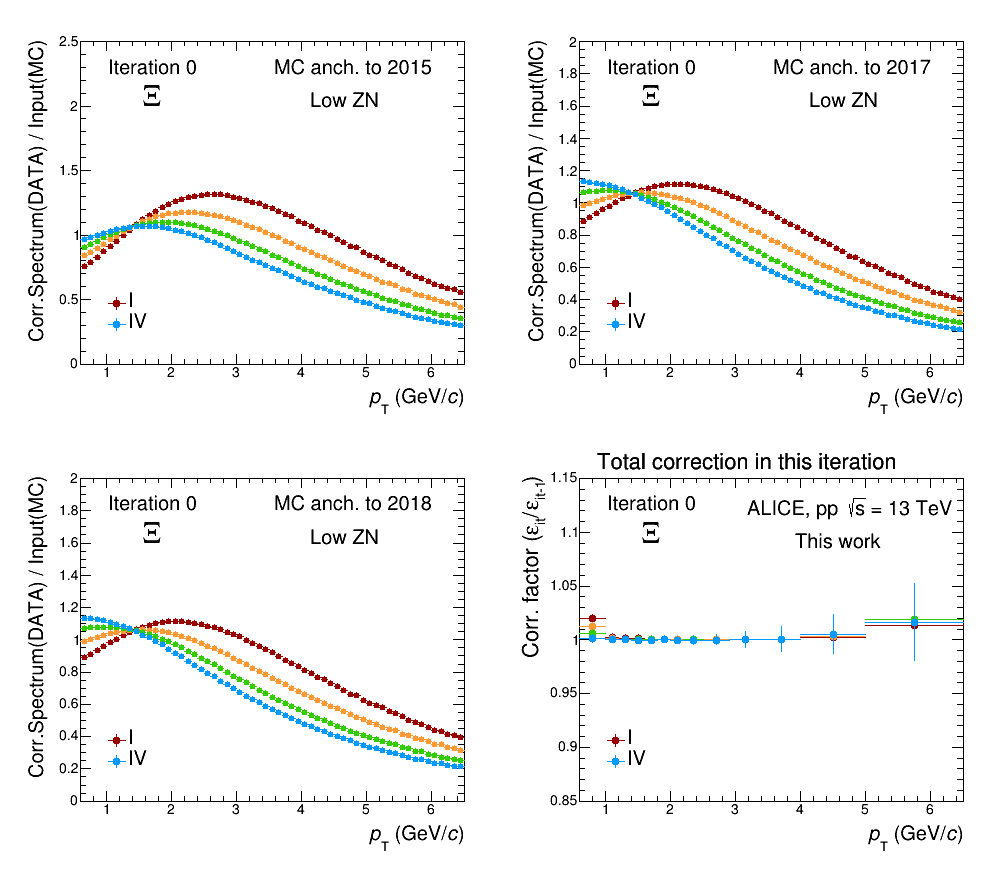 Corr.Spectrum(DATA) / Input(MC)
2.5
2
1.5
1
0.5
0
Iteration 0
MC anch. to 2015
Ξ
Low ZN
I
IV
1 2 3 4 5 6
p_T (GeV/c)
Corr.Spectrum(DATA) / Input(MC)
2
1.8
1.6
1.4
1.2
1
0.8
0.6
0.4
0.2
0
Iteration 0
MC anch. to 2017
Ξ
Low ZN
I
IV
1 2 3 4 5 6
p_T (GeV/c)
Corr.Spectrum(DATA) / Input(MC)
2
1.8
1.6
1.4
1.2
1
0.8
0.6
0.4
0.2
0
Iteration 0
MC anch. to 2018
Ξ
Low ZN
I
IV
1 2 3 4 5 6
p_T (GeV/c)
Total correction in this iteration
Corr. factor (ε_it/ε_it-1)
1.15
1.1
1.05
1
0.95
0.9
0.85
Iteration 0
ALICE, pp √s = 13 TeV
Ξ
This work
I
IV
1 2 3 4 5 6
p_T (GeV/c)